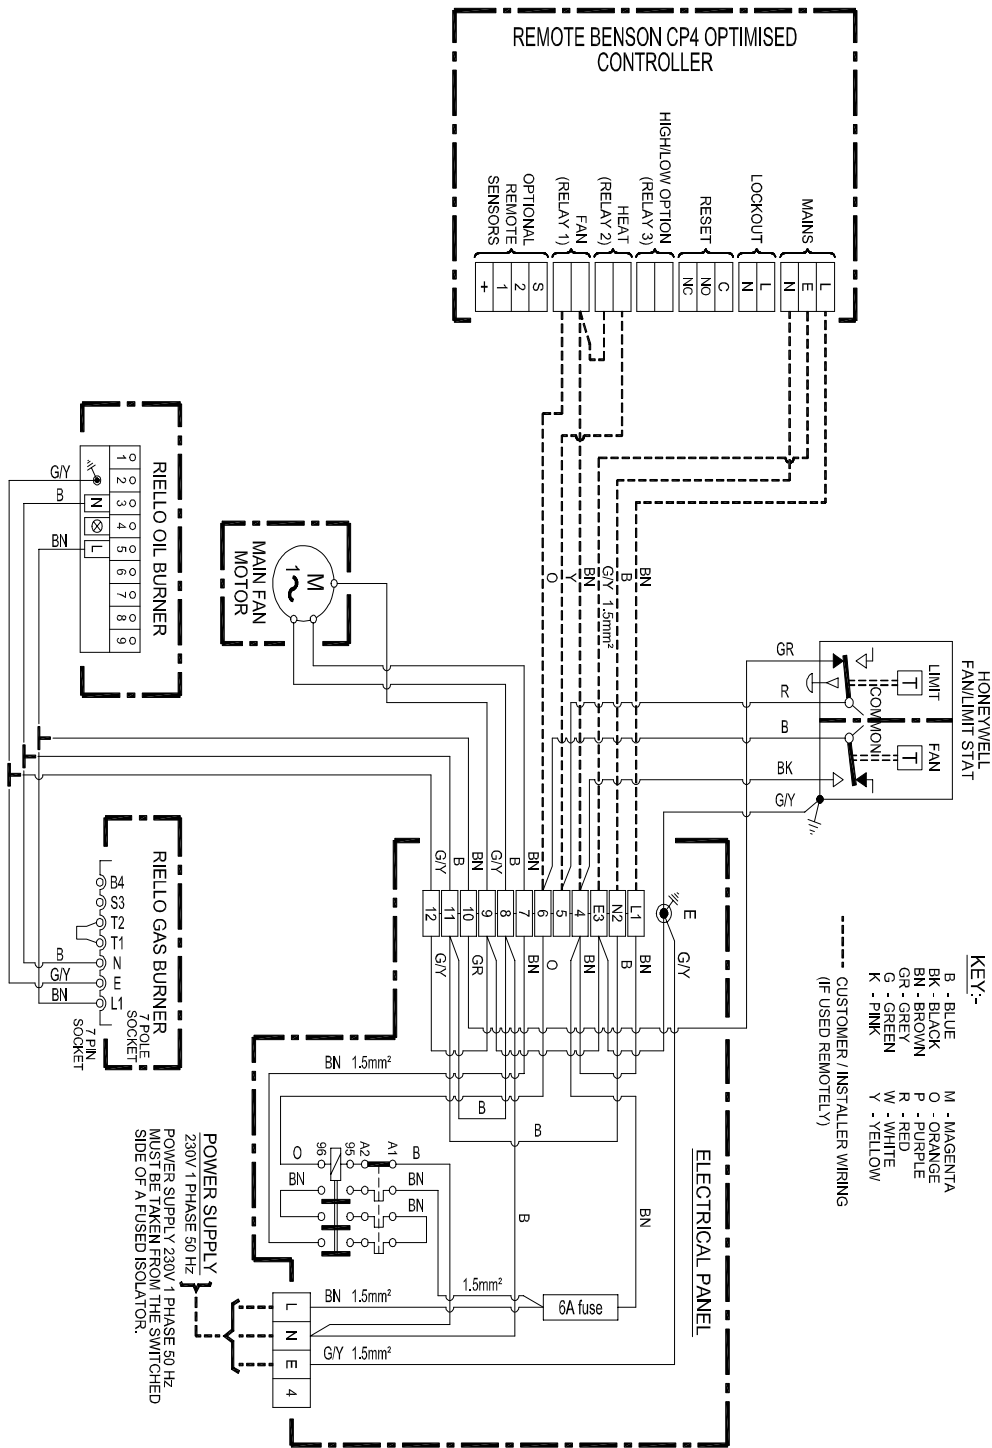 REMOTE BENSON CP4 OPTIMISED
CONTROLLER
OPTIONAL
REMOTE
SENSORS
FAN
(RELAY 1)
HEAT
(RELAY 2)
HIGH/LOW OPTION
(RELAY 3)
RESET
LOCKOUT
MAINS
+
1
2
S
NC
NO
C
N
L
N
E
L
RIELLO OIL BURNER
1
2
3
4
5
6
7
8
9
N
L
G/Y
B
BN
MAIN FAN
MOTOR
M
1~
O
Y
BN
G/Y 1.5mm²
B
BN
HONEYWELL
FAN/LIMIT STAT
LIMIT
T
COMMON
FAN
T
GR
R
B
BK
G/Y
RIELLO GAS BURNER
B4
S3
T2
T1
N
E
L1
B
G/Y
BN
7 POLE
SOCKET
7 PIN
SOCKET
G/Y
B
BN
G/Y
B
BN
12
11
10
9
8
7
6
5
4
E3
N2
L1
E
G/Y
GR
BN
O
BN
B
BN
G/Y
KEY:-
B - BLUE
BK - BLACK
BN - BROWN
GR - GREY
G - GREEN
K - PINK
M - MAGENTA
O - ORANGE
P - PURPLE
R - RED
W - WHITE
Y - YELLOW
CUSTOMER / INSTALLER WIRING
(IF USED REMOTELY)
ELECTRICAL PANEL
BN 1.5mm²
B
B
O
96
95
A2
A1
B
BN
BN
B
BN
1.5mm²
6A fuse
BN 1.5mm²
G/Y 1.5mm²
L
N
E
4
POWER SUPPLY
230V 1 PHASE 50 Hz
POWER SUPPLY 230V 1 PHASE 50 Hz
MUST BE TAKEN FROM THE SWITCHED
SIDE OF A FUSED ISOLATOR.